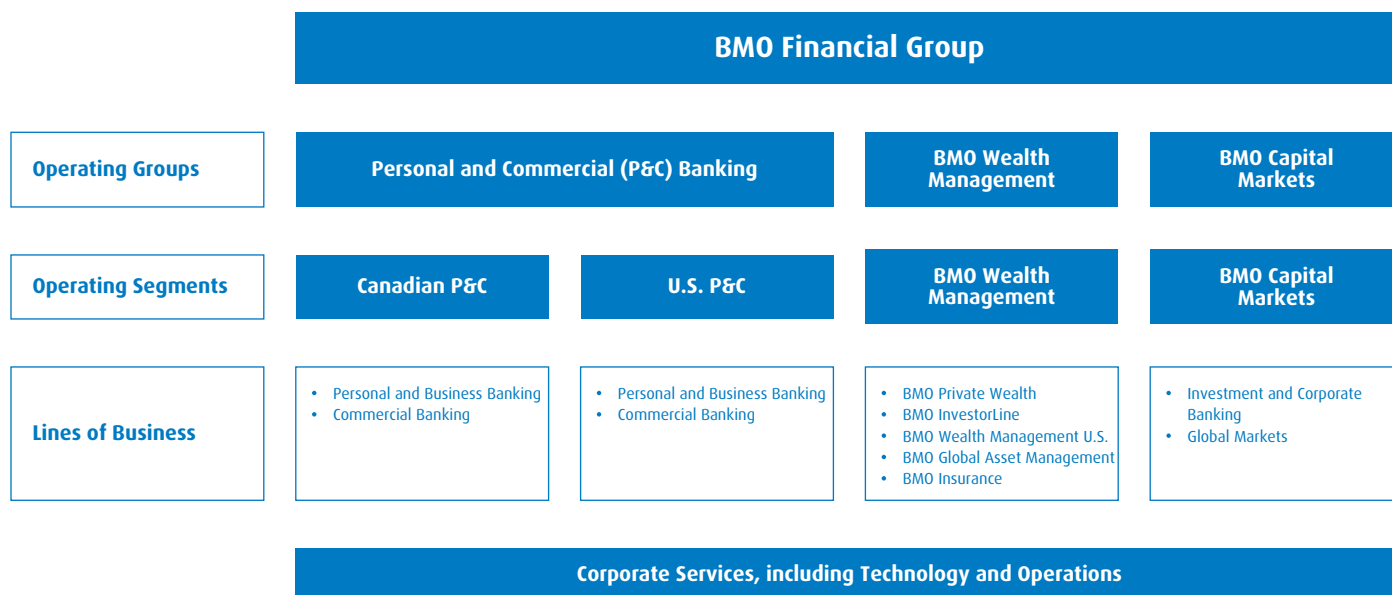 BMO Financial Group
Operating Groups
Personal and Commercial (P&C) Banking
BMO Wealth
Management
BMO Capital
Markets
Operating Segments
Canadian P&C
U.S. P&C
BMO Wealth
Management
BMO Capital
Markets
Lines of Business
• Personal and Business Banking
• Commercial Banking
• Personal and Business Banking
• Commercial Banking
• BMO Private Wealth
• BMO InvestorLine
• BMO Wealth Management U.S.
• BMO Global Asset Management
• BMO Insurance
• Investment and Corporate
Banking
• Global Markets
Corporate Services, including Technology and Operations